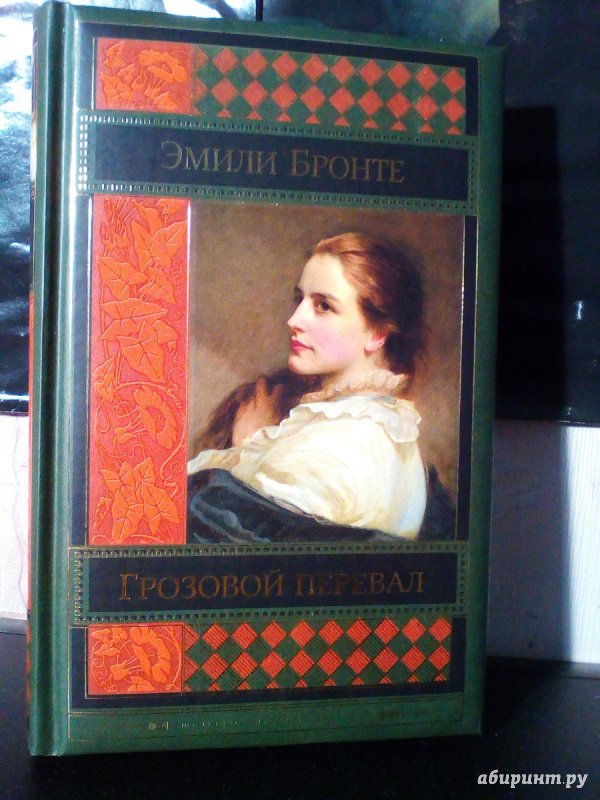 Эмили Бронте
Грозовой перевал
абиринт.ру